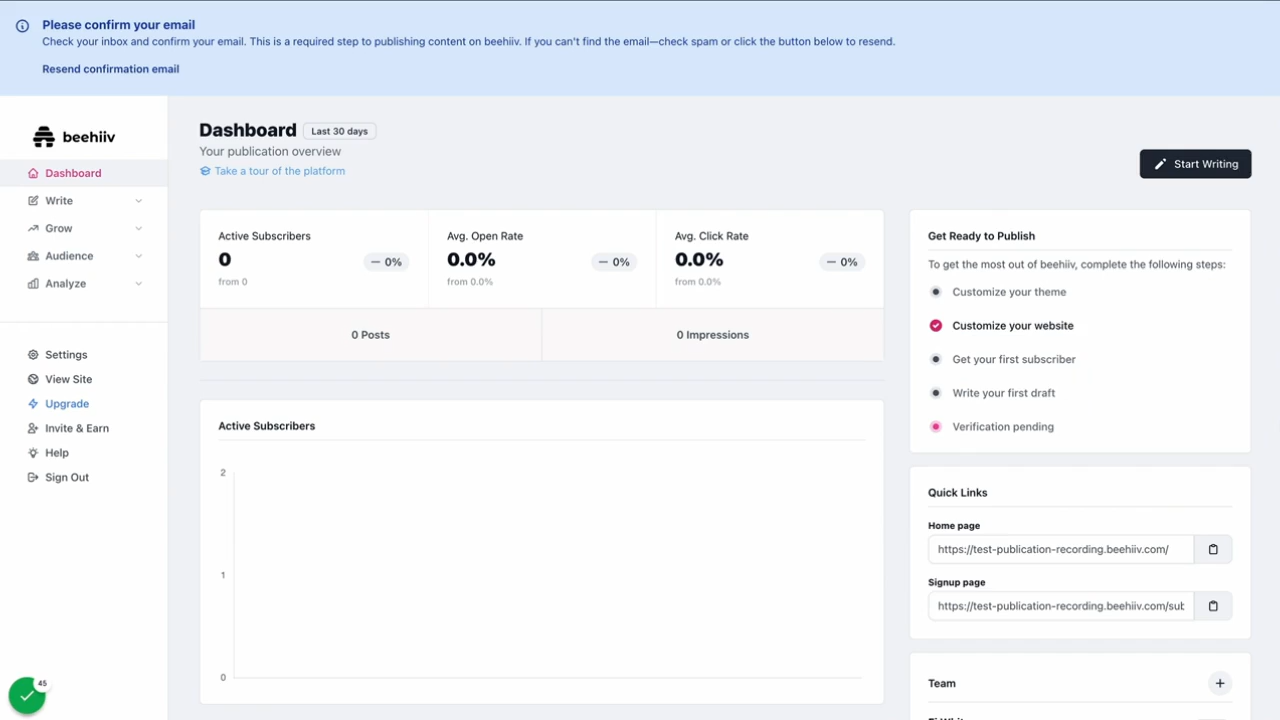 Please confirm your email
Check your inbox and confirm your email. This is a required step to publishing content on beehiiv. If you can't find the email—check spam or click the button below to resend.
Resend confirmation email
beehiiv
Dashboard
Write
Grow
Audience
Analyze
Settings
View Site
Upgrade
Invite & Earn
Help
Sign Out
45
Dashboard
Last 30 days
Your publication overview
Take a tour of the platform
Start Writing
Active Subscribers
0
— 0%
from 0
Avg. Open Rate
0.0%
— 0%
from 0.0%
Avg. Click Rate
0.0%
— 0%
from 0.0%
0 Posts
0 Impressions
Active Subscribers
2
1
0
Get Ready to Publish
To get the most out of beehiiv, complete the following steps:
Customize your theme
Customize your website
Get your first subscriber
Write your first draft
Verification pending
Quick Links
Home page
https://test-publication-recording.beehiiv.com/
Signup page
https://test-publication-recording.beehiiv.com/sub
Team